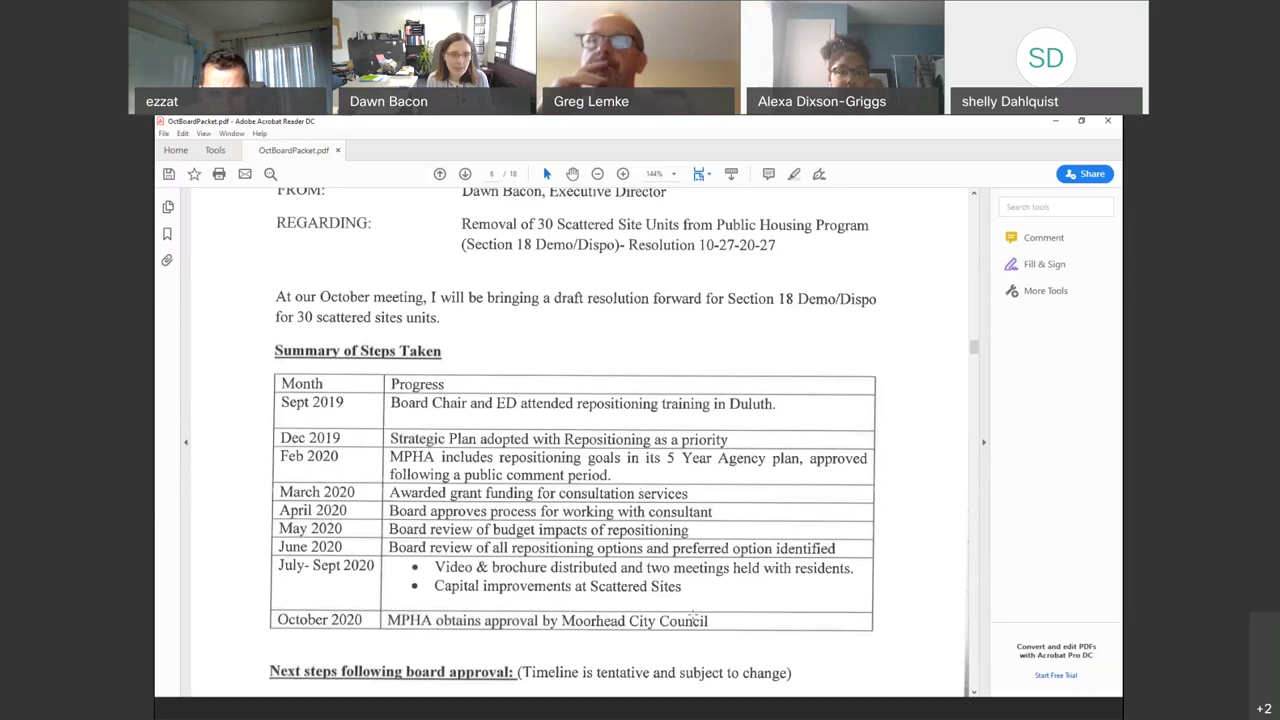 ezzat
Dawn Bacon
Greg Lemke
Alexa Dixson-Griggs
SD
shelly Dahlquist
OctBoardPacket.pdf - Adobe Acrobat Reader DC
File Edit View Window Help
Home Tools OctBoardPacket.pdf ×
6 / 18 144%
Share
FROM: Dawn Bacon, Executive Director
REGARDING: Removal of 30 Scattered Site Units from Public Housing Program
(Section 18 Demo/Dispo)- Resolution 10-27-20-27
At our October meeting, I will be bringing a draft resolution forward for Section 18 Demo/Dispo
for 30 scattered sites units.
Summary of Steps Taken
Month Progress
Sept 2019 Board Chair and ED attended repositioning training in Duluth.
Dec 2019 Strategic Plan adopted with Repositioning as a priority
Feb 2020 MPHA includes repositioning goals in its 5 Year Agency plan, approved
following a public comment period.
March 2020 Awarded grant funding for consultation services
April 2020 Board approves process for working with consultant
May 2020 Board review of budget impacts of repositioning
June 2020 Board review of all repositioning options and preferred option identified
July- Sept 2020 • Video & brochure distributed and two meetings held with residents.
• Capital improvements at Scattered Sites
October 2020 MPHA obtains approval by Moorhead City Council
Next steps following board approval: (Timeline is tentative and subject to change)
Search tools
Comment
Fill & Sign
More Tools
Convert and edit PDFs
with Acrobat Pro DC
Start Free Trial
+2